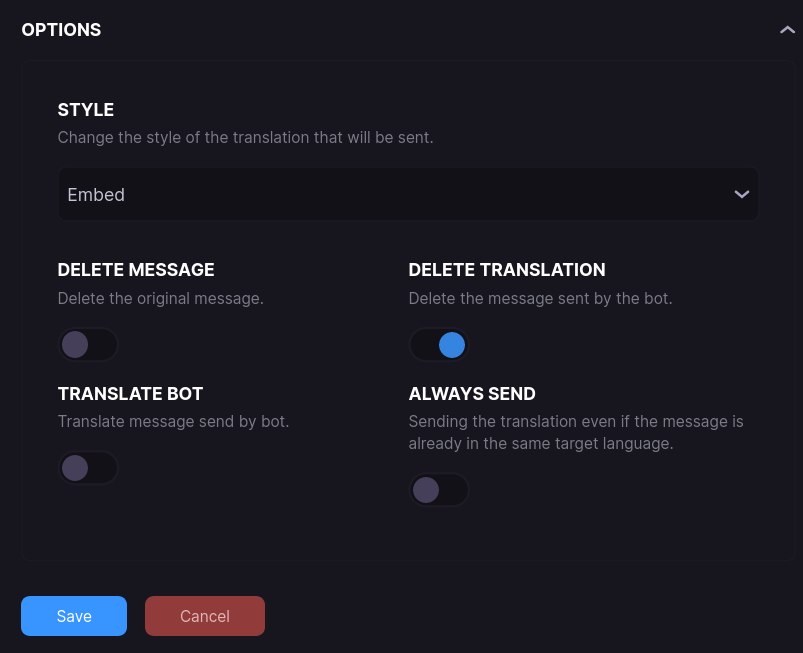 OPTIONS
STYLE
Change the style of the translation that will be sent.
Embed
DELETE MESSAGE
Delete the original message.
DELETE TRANSLATION
Delete the message sent by the bot.
TRANSLATE BOT
Translate message send by bot.
ALWAYS SEND
Sending the translation even if the message is
already in the same target language.
Save
Cancel